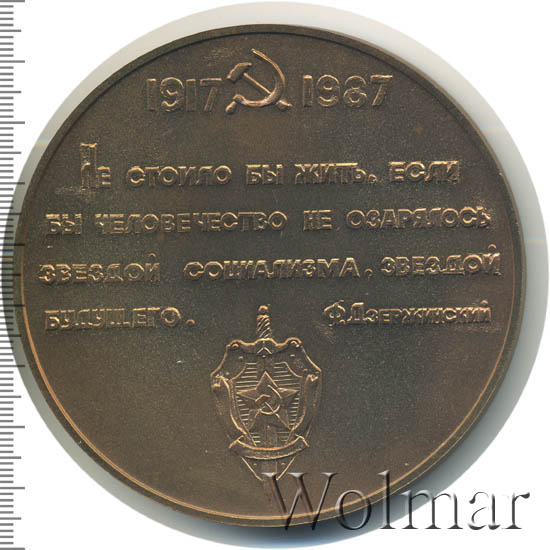 1917 1987
Не стоило бы жить, если
бы человечество не озарялось
звездой социализма, звездой
будущего. Ф. Дзержинский
Wolmar